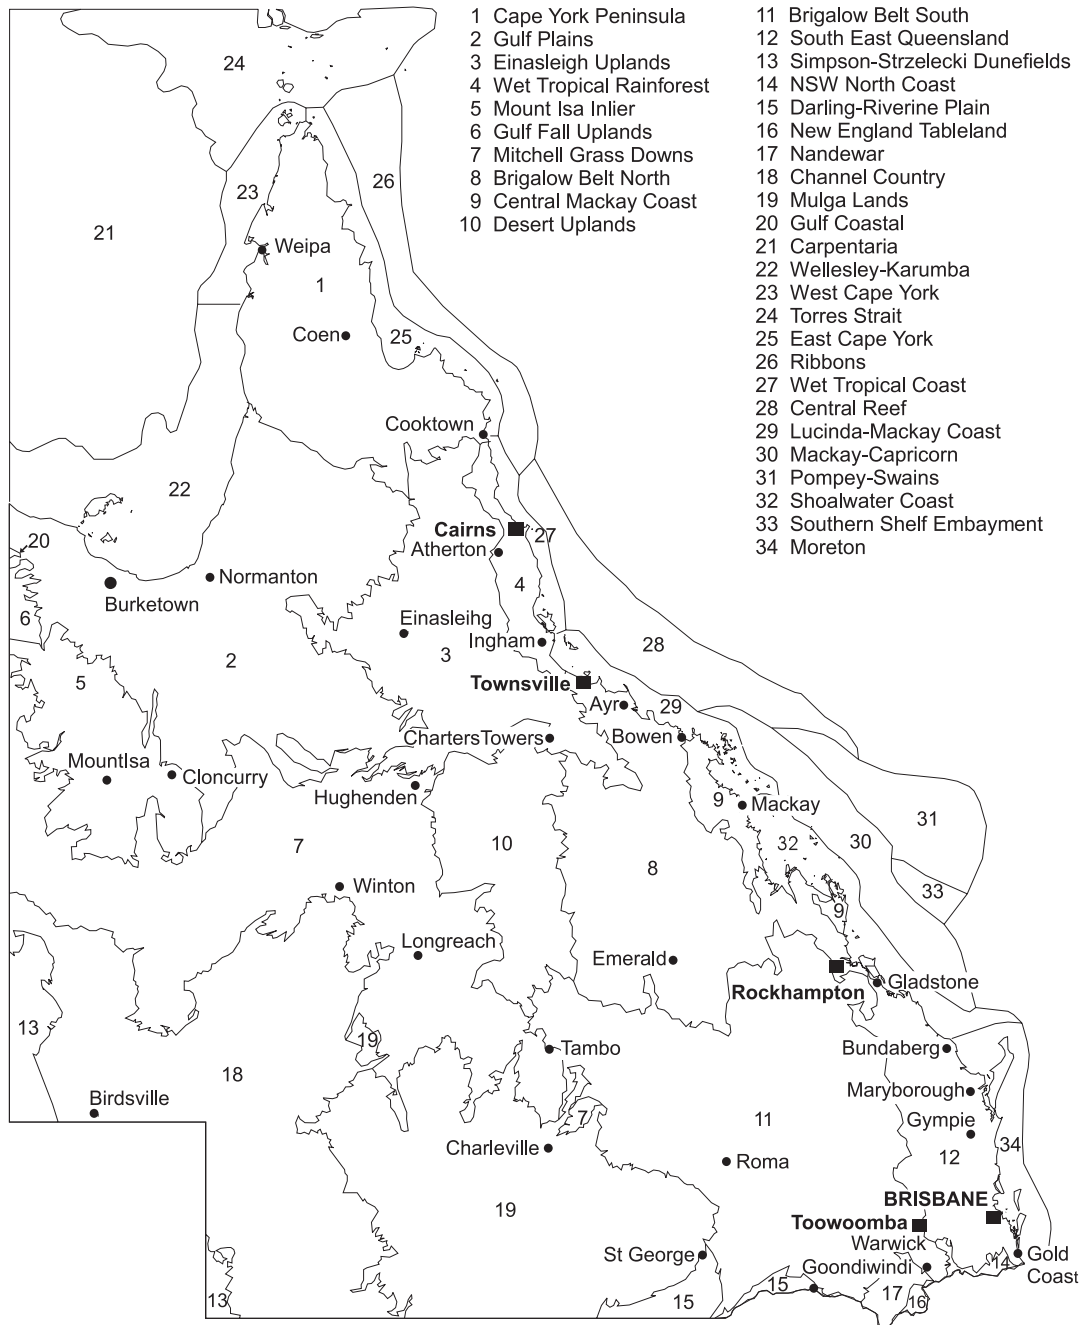 1 Cape York Peninsula
2 Gulf Plains
3 Einasleigh Uplands
4 Wet Tropical Rainforest
5 Mount Isa Inlier
6 Gulf Fall Uplands
7 Mitchell Grass Downs
8 Brigalow Belt North
9 Central Mackay Coast
10 Desert Uplands
11 Brigalow Belt South
12 South East Queensland
13 Simpson-Strzelecki Dunefields
14 NSW North Coast
15 Darling-Riverine Plain
16 New England Tableland
17 Nandewar
18 Channel Country
19 Mulga Lands
20 Gulf Coastal
21 Carpentaria
22 Wellesley-Karumba
23 West Cape York
24 Torres Strait
25 East Cape York
26 Ribbons
27 Wet Tropical Coast
28 Central Reef
29 Lucinda-Mackay Coast
30 Mackay-Capricorn
31 Pompey-Swains
32 Shoalwater Coast
33 Southern Shelf Embayment
34 Moreton
24
26
23
21
Weipa
1
Coen
25
Cooktown
22
Cairns
27
20
Atherton
Normanton
4
Burketown
6
Einasleihg
Ingham
28
3
2
5
Townsville
Ayr
29
ChartersTowers
Bowen
MountIsa
Cloncurry
Hughenden
9
Mackay
31
7
10
32
30
8
Winton
33
9
Longreach
Emerald
Rockhampton
Gladstone
13
19
Tambo
Bundaberg
18
Birdsville
Maryborough
7
11
Gympie
Charleville
34
12
Roma
BRISBANE
19
Toowoomba
Warwick
St George
Goondiwindi
14
Gold
Coast
15
17
13
15
16